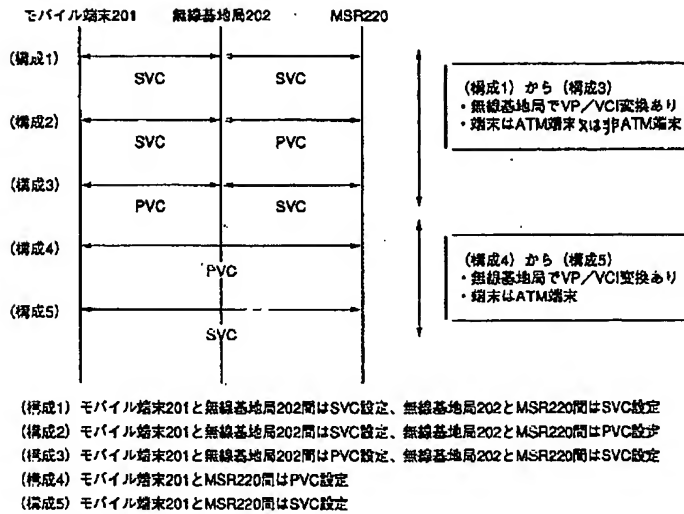 モバイル端末201 無線基地局202 MSR220
(構成1)
SVC SVC
(構成2)
SVC PVC
(構成3)
PVC SVC
(構成4)
PVC
(構成5)
SVC
(構成1) から (構成3)
・無線基地局でVP/VCI変換あり
・端末はATM端末又は非ATM端末
(構成4) から (構成5)
・無線基地局でVP/VCI変換あり
・端末はATM端末
(構成1) モバイル端末201と無線基地局202間はSVC設定、無線基地局202とMSR220間はSVC設定
(構成2) モバイル端末201と無線基地局202間はSVC設定、無線基地局202とMSR220間はPVC設定
(構成3) モバイル端末201と無線基地局202間はPVC設定、無線基地局202とMSR220間はSVC設定
(構成4) モバイル端末201とMSR220間はPVC設定
(構成5) モバイル端末201とMSR220間はSVC設定